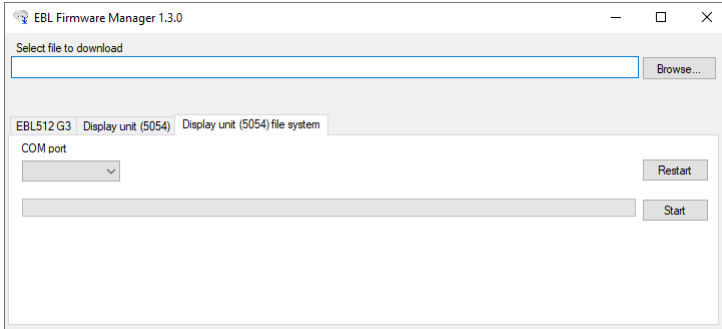 EBL Firmware Manager 1.3.0
Select file to download
Browse...
EBL512 G3 Display unit (5054) Display unit (5054) file system
COM port
Restart
Start